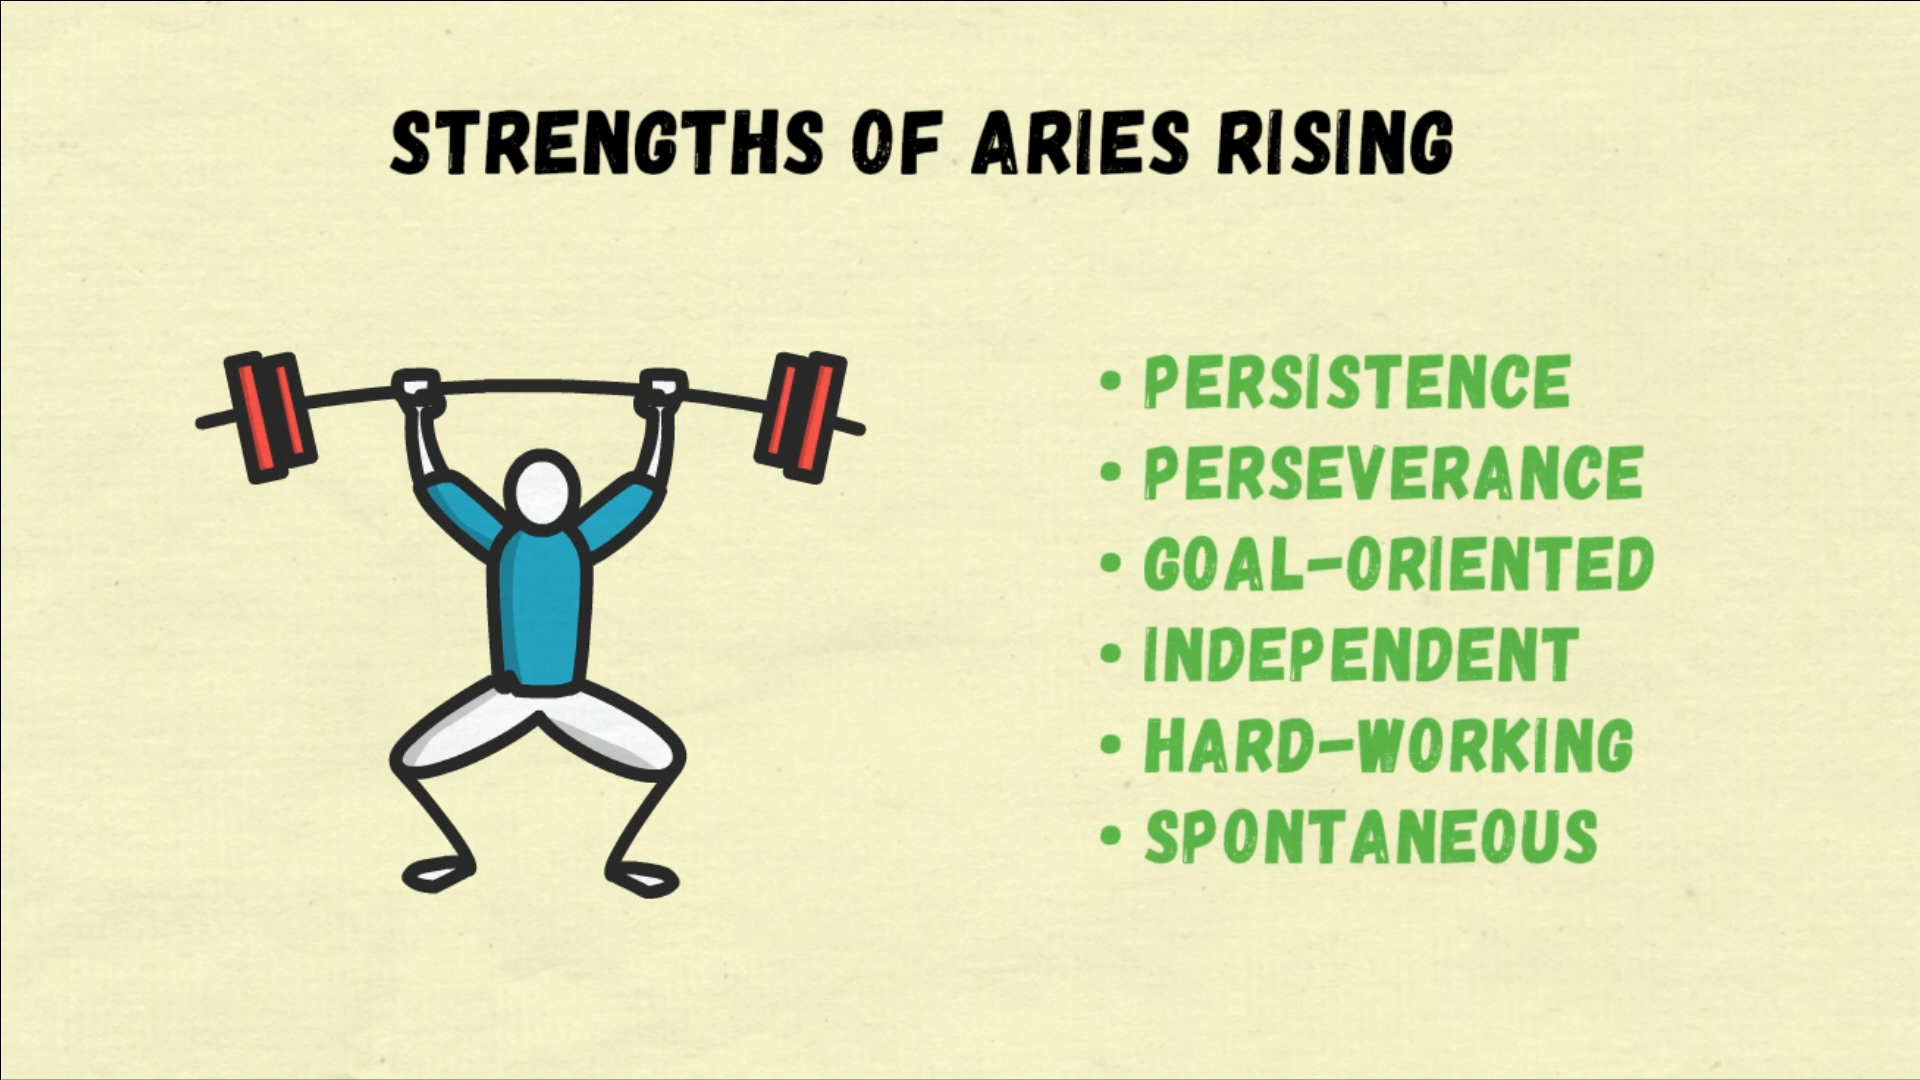 STRENGTHS OF ARIES RISING
• PERSISTENCE
• PERSEVERANCE
• GOAL-ORIENTED
• INDEPENDENT
• HARD-WORKING
• SPONTANEOUS